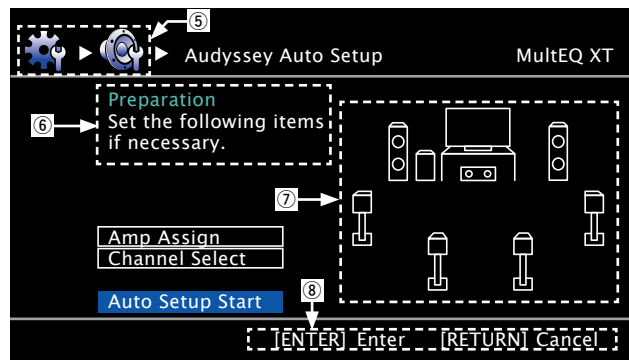 ⑤
Audyssey Auto Setup MultEQ XT
Preparation
⑥ Set the following items
if necessary.
⑦
Amp Assign
Channel Select
Auto Setup Start
⑧
[ENTER] Enter [RETURN] Cancel